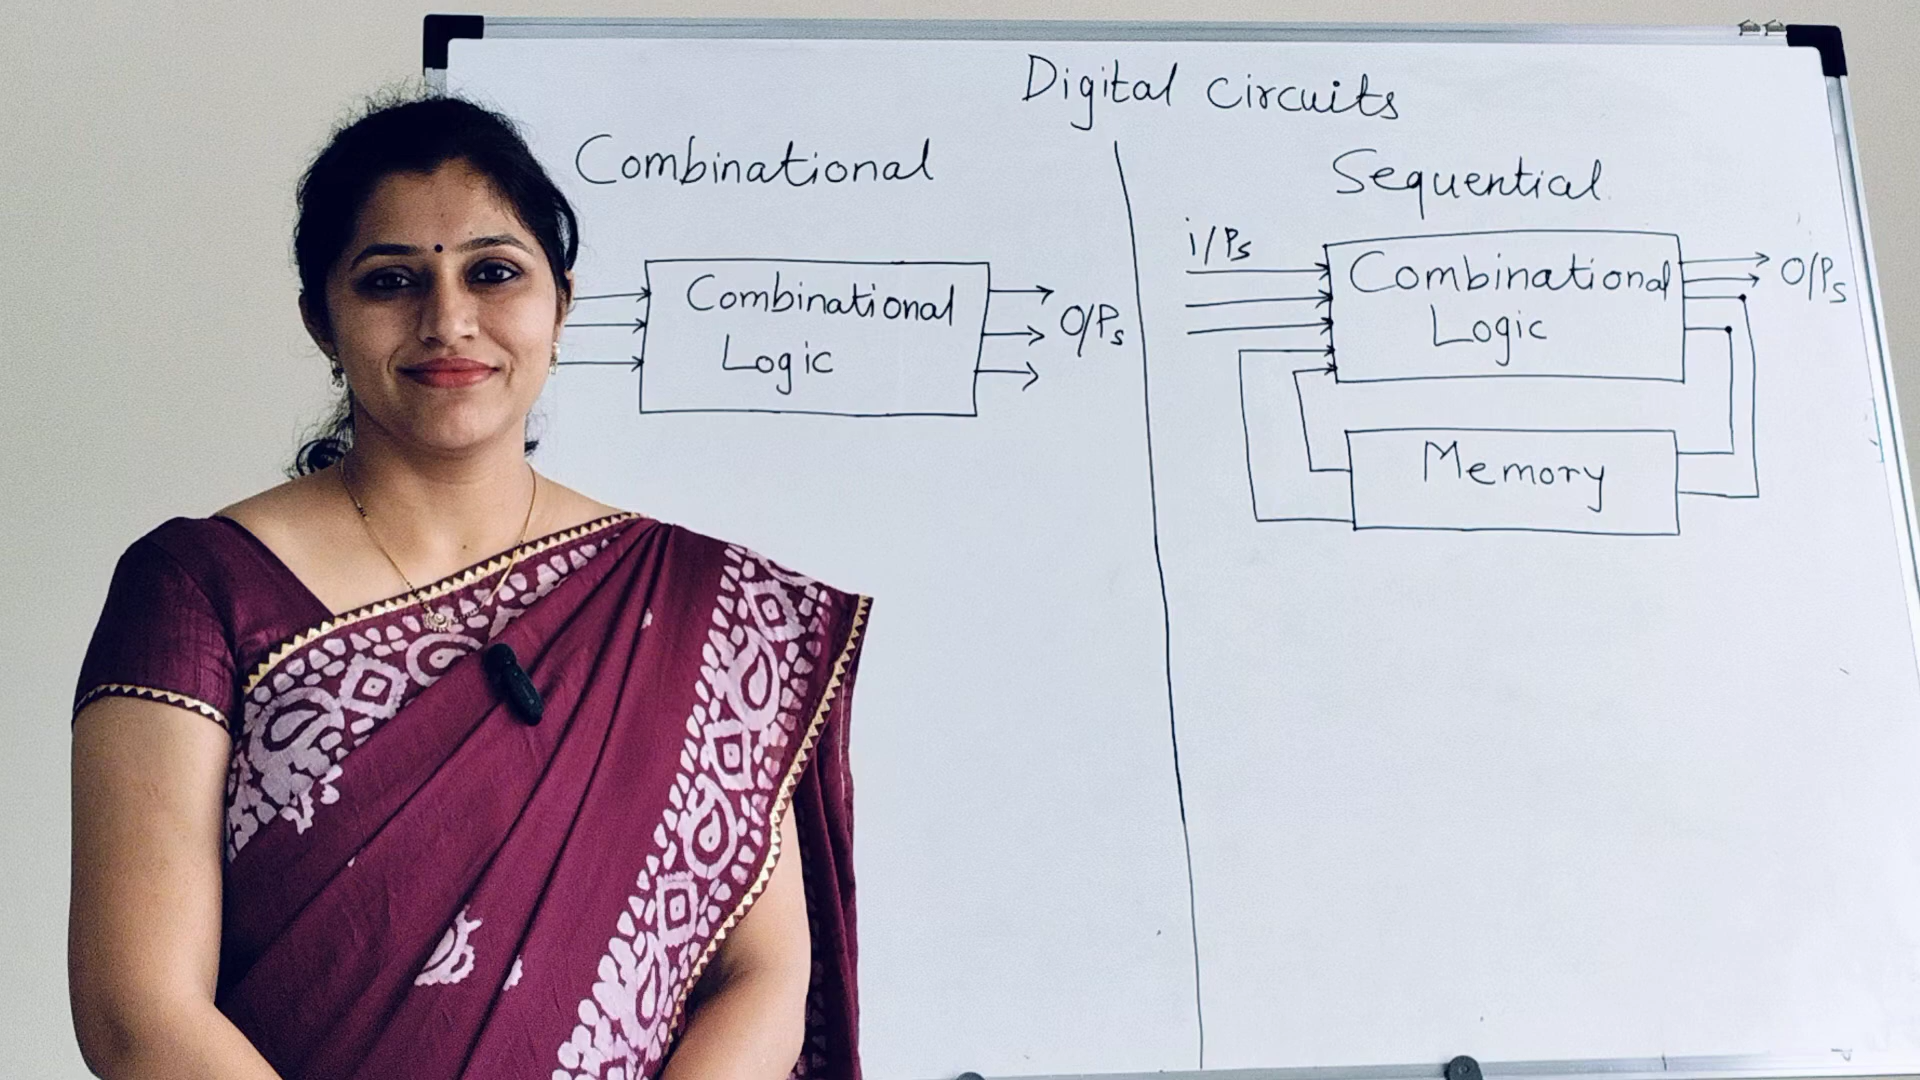 Digital Circuits
Combinational
Combinational
Logic
O/Ps
Sequential
i/Ps
Combinational
Logic
O/Ps
Memory